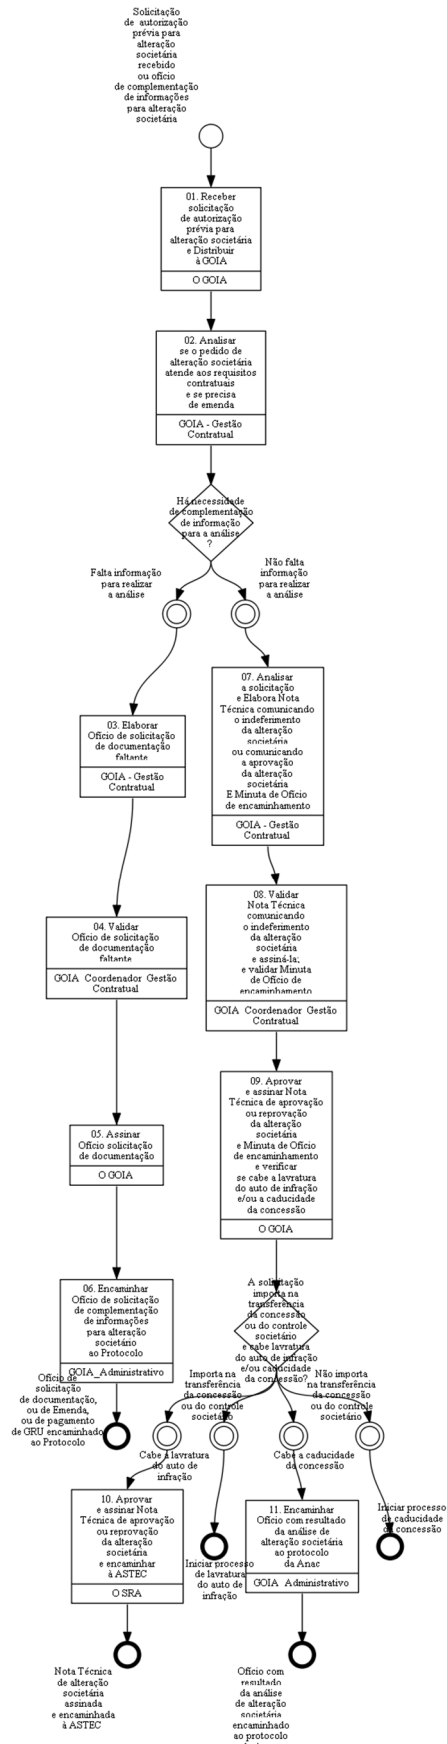 Solicitação
de autorização
prévia para
alteração
societária
recebido
ou ofício
de complementação
de informações
para alteração
societária
01. Receber
solicitação
de autorização
prévia para
alteração societária
e Distribuir
à GOIA
O GOIA
02. Analisar
se o pedido de
alteração societária
atende aos requisitos
contratuais
e se precisa
de emenda
GOIA - Gestão
Contratual
Há necessidade
de complementação
de informação
para a análise
?
Falta informação
para realizar
a análise
Não falta
informação
para realizar
a análise
03. Elaborar
Ofício de solicitação
de documentação
faltante
GOIA - Gestão
Contratual
07. Analisar
a solicitação
e Elabora Nota
Técnica comunicando
o indeferimento
da alteração
societária
ou comunicando
a aprovação
da alteração
societária
E Minuta de Ofício
de encaminhamento
GOIA - Gestão
Contratual
04. Validar
Ofício de solicitação
de documentação
faltante
GOIA Coordenador Gestão
Contratual
08. Validar
Nota Técnica
comunicando
o indeferimento
da alteração
societária
e assiná-la;
e validar Minuta
de Ofício de
encaminhamento
GOIA Coordenador Gestão
Contratual
05. Assinar
Ofício solicitação
de documentação
O GOIA
09. Aprovar
e assinar Nota
Técnica de aprovação
ou reprovação
da alteração
societária
e Minuta de Ofício
de encaminhamento
e verificar
se cabe a lavratura
do auto de infração
e/ou a caducidade
da concessão
O GOIA
06. Encaminhar
Ofício de solicitação
de complementação
de informações
para alteração
societário
ao Protocolo
GOIA_Administrativo
Ofício de
solicitação
de documentação,
ou de Emenda,
ou de pagamento
de GRU encaminhado
ao Protocolo
A solicitação
importa na
transferência
da concessão
ou do controle
societário
e cabe lavratura
do auto de infração
e/ou caducidade
da concessão?
Importa na
transferência
da concessão
ou do controle
societário
Não importa
na transferência
da concessão
ou do controle
societário
Cabe a lavratura
do auto de
infração
Cabe a caducidade
da concessão
10. Aprovar
e assinar Nota
Técnica de aprovação
ou reprovação
da alteração
societária
e encaminhar
à ASTEC
O SRA
Iniciar processo
de lavratura
do auto de
infração
11. Encaminhar
Ofício com resultado
da análise de
alteração societária
ao protocolo
da Anac
GOIA Administrativo
Iniciar processo
de caducidade
da concessão
Nota Técnica
de alteração
societária
assinada
e encaminhada
à ASTEC
Ofício com
resultado
da análise
de alteração
societária
encaminhado
ao protocolo